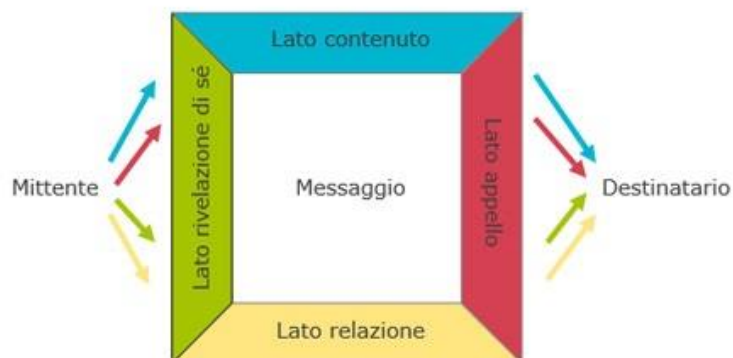 Lato contenuto
Lato rivelazione di sé
Mittente
Messaggio
Lato appello
Destinatario
Lato relazione